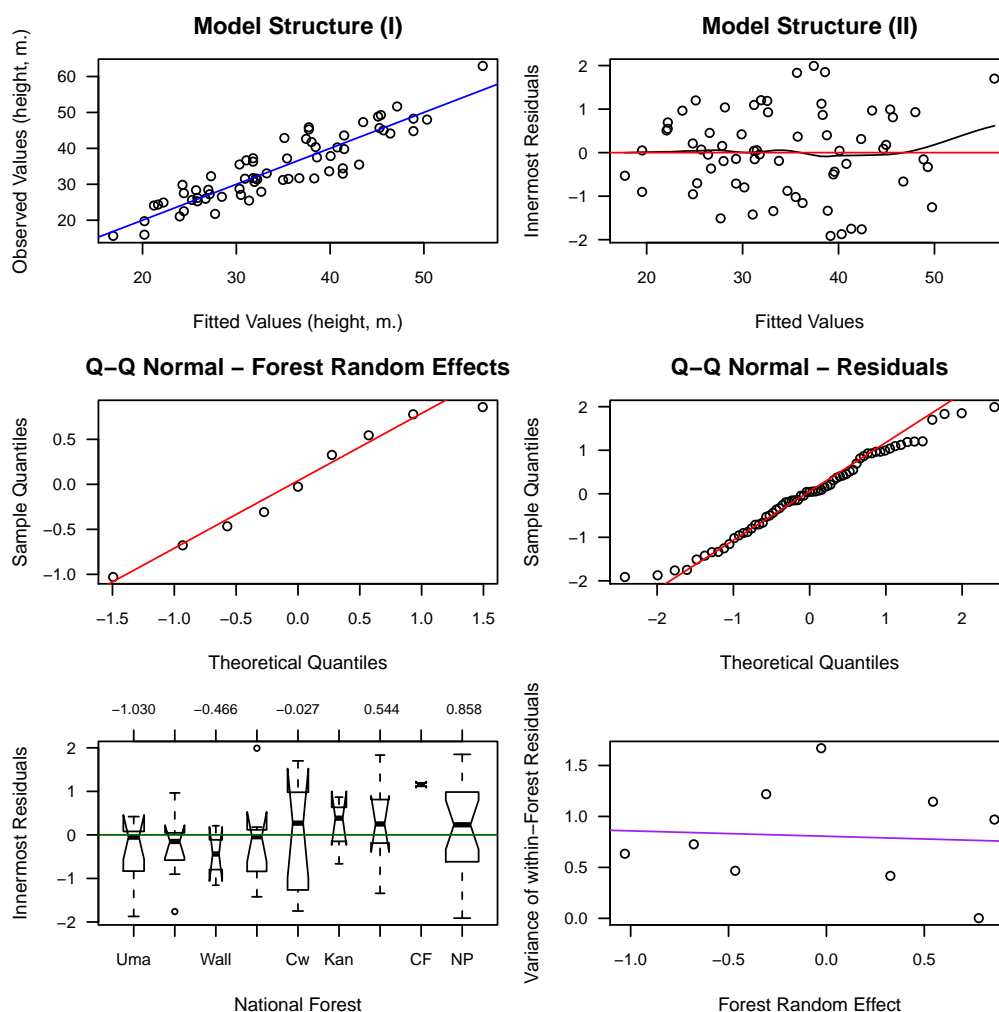 Model Structure (I)
Observed Values (height, m.)
60
50
40
30
20
20 30 40 50
Fitted Values (height, m.)
Model Structure (II)
Innermost Residuals
2
1
0
−1
−2
20 30 40 50
Fitted Values
Q−Q Normal − Forest Random Effects
Sample Quantiles
0.5
0.0
−0.5
−1.0
−1.5 −1.0 −0.5 0.0 0.5 1.0 1.5
Theoretical Quantiles
Q−Q Normal − Residuals
Sample Quantiles
2
1
0
−1
−2
−2 −1 0 1 2
Theoretical Quantiles
−1.030 −0.466 −0.027 0.544 0.858
Innermost Residuals
2
1
0
−1
−2
Uma Wall Cw Kan CF NP
National Forest
Variance of within−Forest Residuals
1.5
1.0
0.5
0.0
−1.0 −0.5 0.0 0.5
Forest Random Effect